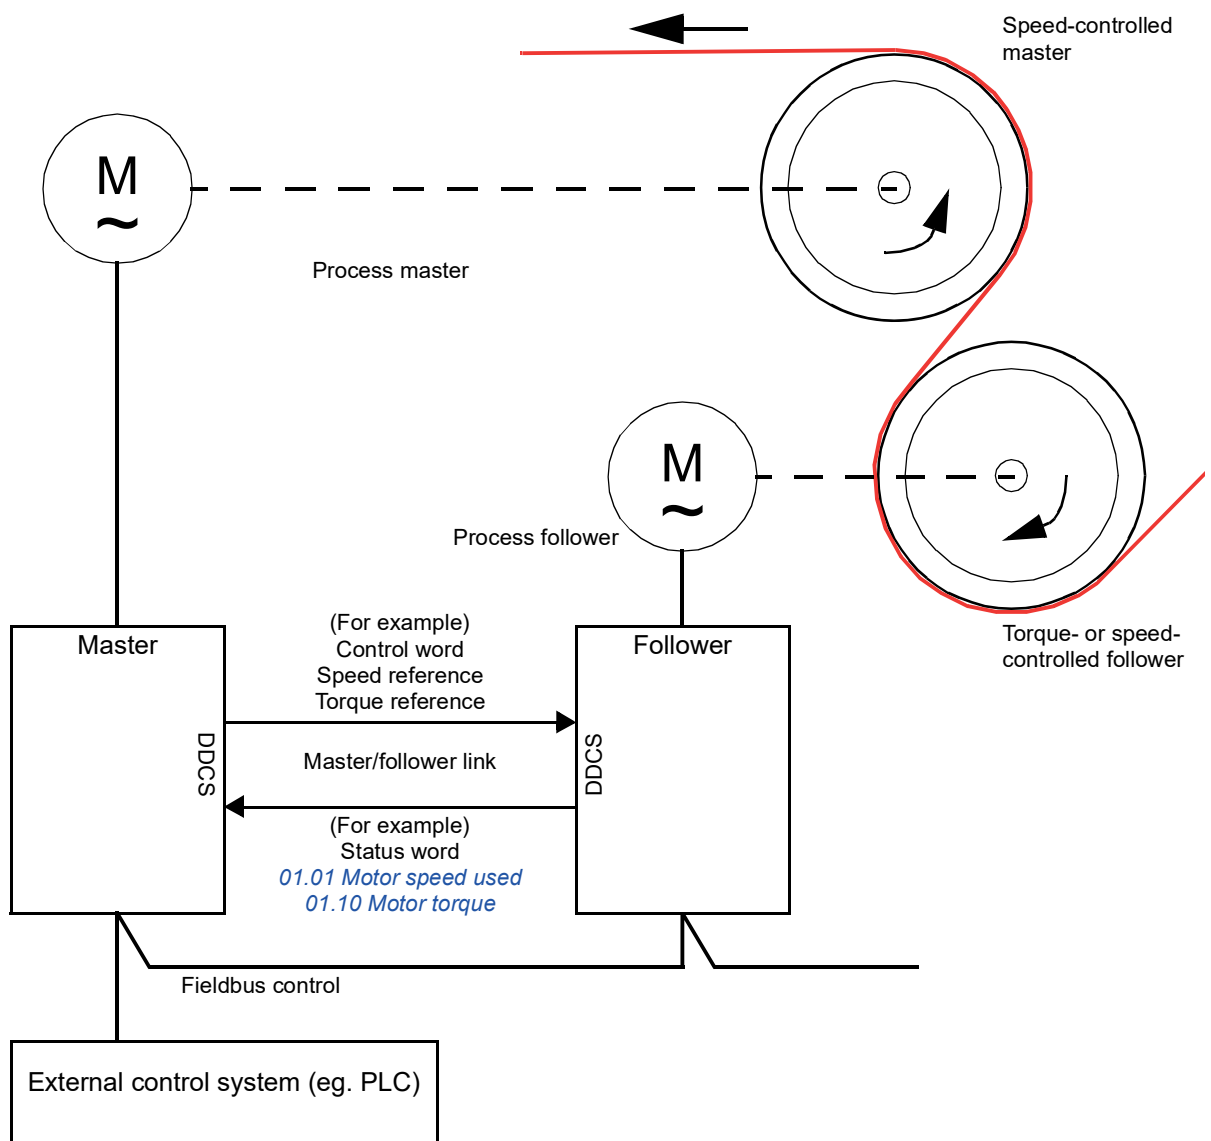 Speed-controlled
master
M
~
Process master
M
~
Process follower
Torque- or speed-
controlled follower
Master
(For example)
Control word
Speed reference
Torque reference
Follower
DDCS
Master/follower link
DDCS
(For example)
Status word
01.01 Motor speed used
01.10 Motor torque
Fieldbus control
External control system (eg. PLC)